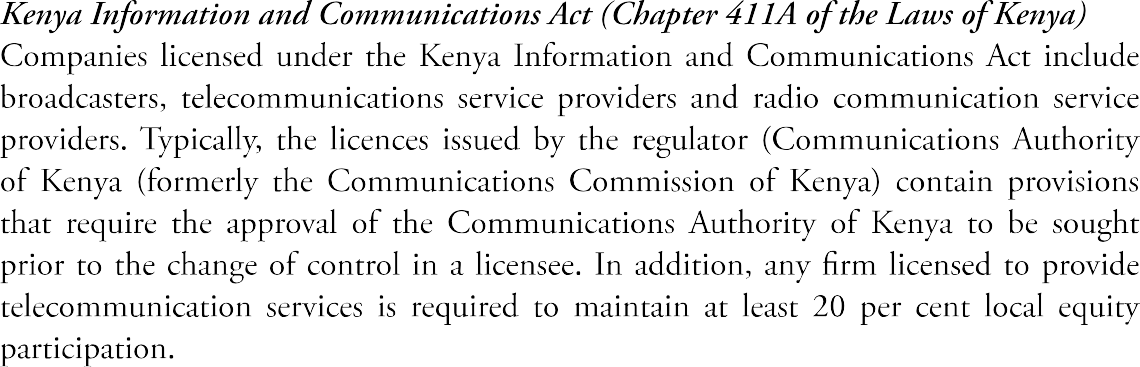 Kenya Information and Communications Act (Chapter 411A of the Laws of Kenya)
Companies licensed under the Kenya Information and Communications Act include
broadcasters, telecommunications service providers and radio communication service
providers. Typically, the licences issued by the regulator (Communications Authority
of Kenya (formerly the Communications Commission of Kenya) contain provisions
that require the approval of the Communications Authority of Kenya to be sought
prior to the change of control in a licensee. In addition, any firm licensed to provide
telecommunication services is required to maintain at least 20 per cent local equity
participation.